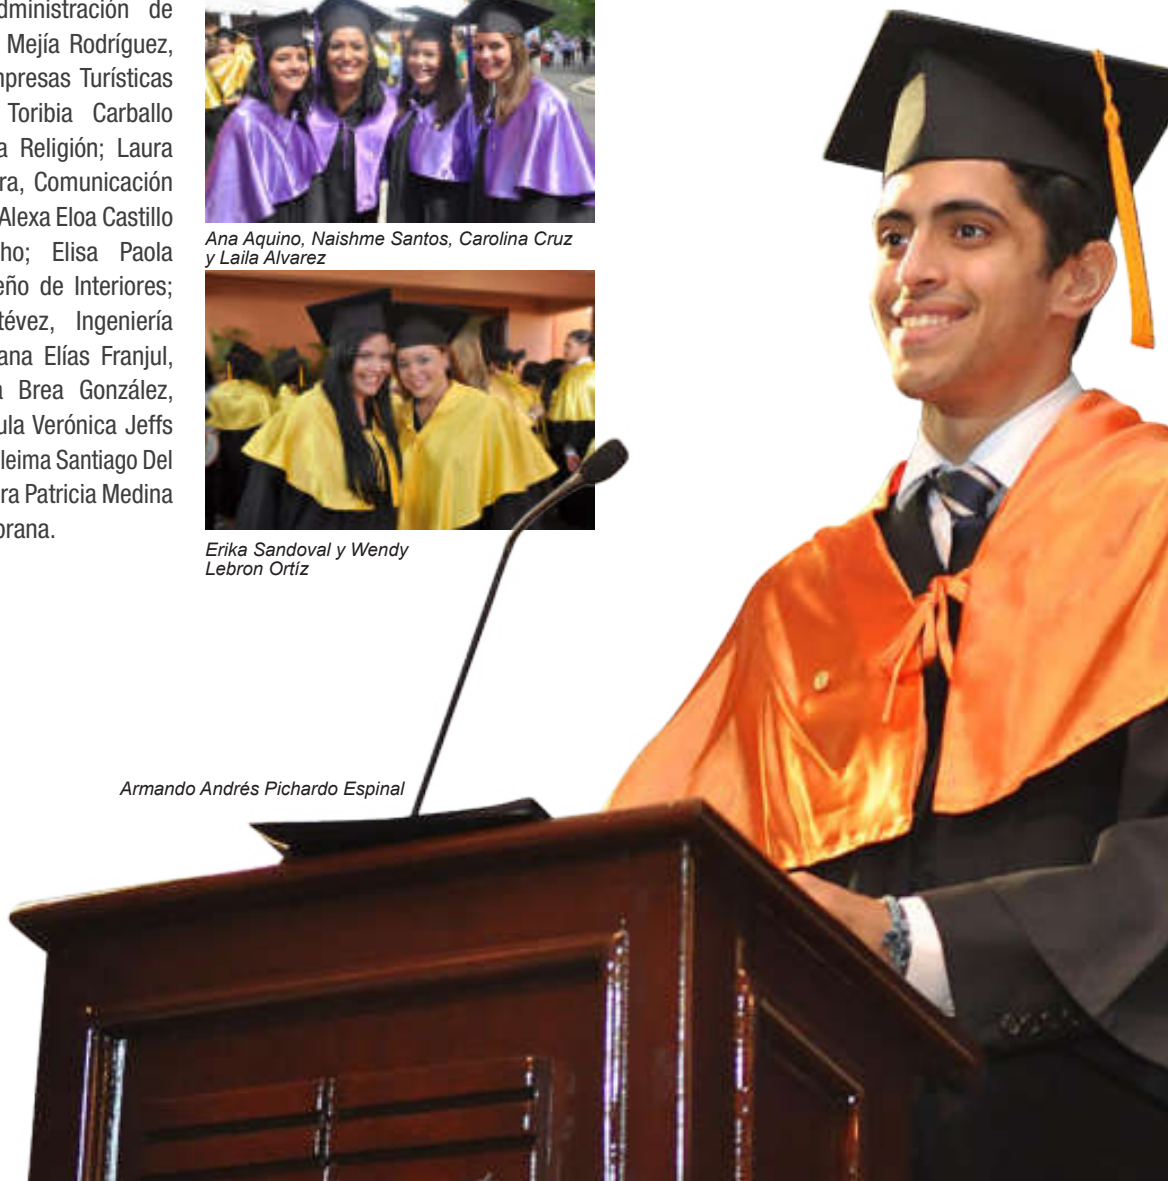 dministración de
Mejía Rodríguez,
mpresas Turísticas
Toribia Carballo
a Religión; Laura
ra, Comunicación
Alexa Eloa Castillo
ho; Elisa Paola
eño de Interiores;
tévez, Ingeniería
ana Elías Franjul,
a Brea González,
ula Verónica Jeffs
leima Santiago Del
ra Patricia Medina
orana.
Ana Aquino, Naishme Santos, Carolina Cruz
y Laila Alvarez
Erika Sandoval y Wendy
Lebron Ortíz
Armando Andrés Pichardo Espinal